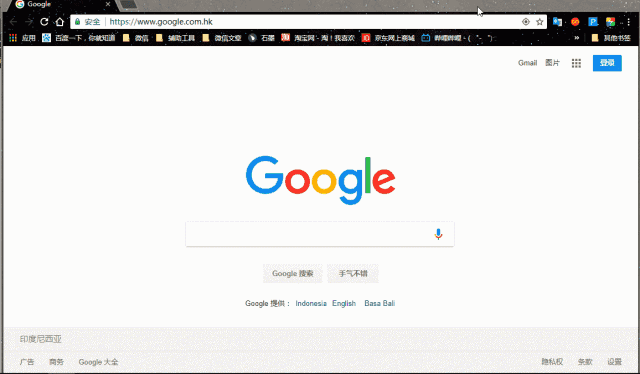 Google
安全 | https://www.google.com.hk
应用 百度一下，你就知道 微信 辅助工具 微信文章 石墨 淘宝网 - 淘！我喜欢 京东网上商城 哔哩哔哩 - ( ゜- ゜) » 其他书签
Gmail 图片 登录
Google
Google 搜索 手气不错
Google 提供： Indonesia English Basa Bali
印度尼西亚
广告 商务 Google 大全 隐私权 条款 设置